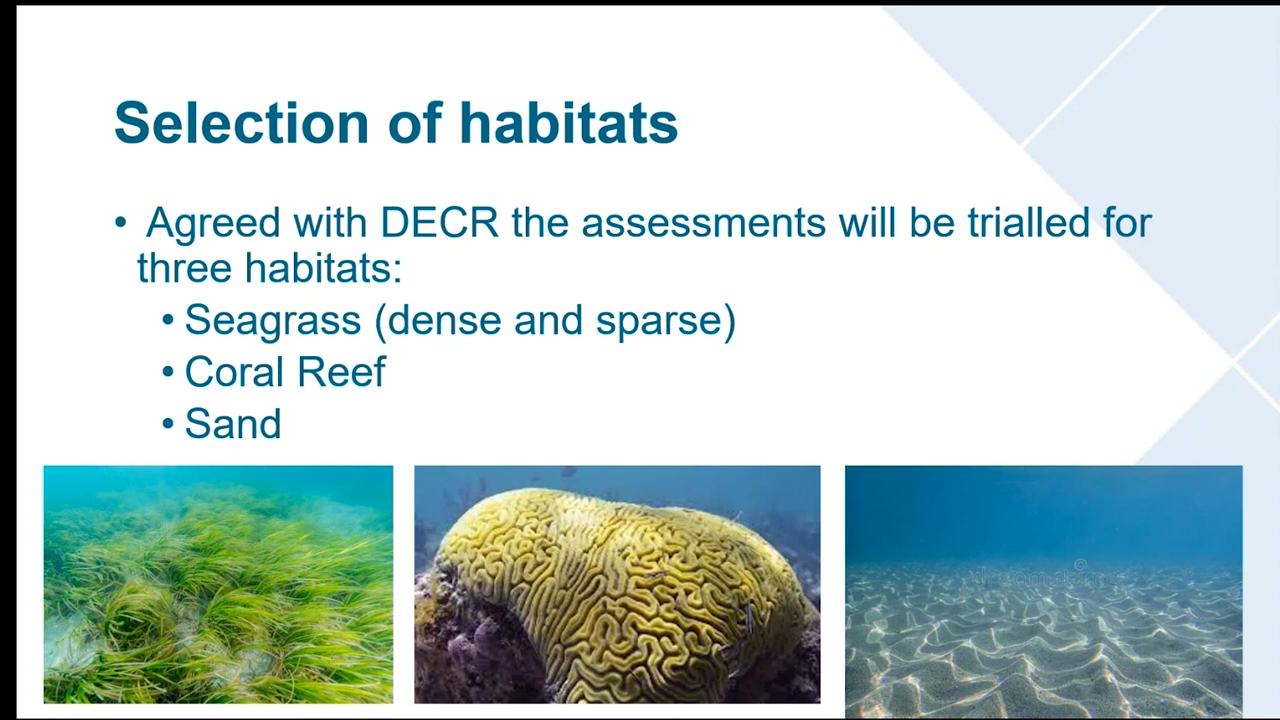 Selection of habitats
• Agreed with DECR the assessments will be trialled for
three habitats:
• Seagrass (dense and sparse)
• Coral Reef
• Sand